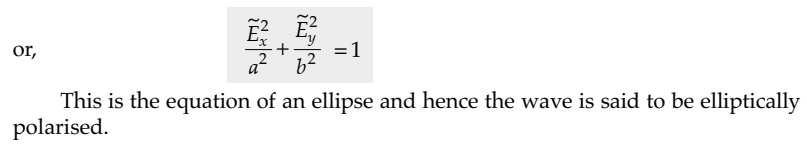 or, Ẽₓ²/a² + Ẽᵧ²/b² = 1
This is the equation of an ellipse and hence the wave is said to be elliptically
polarised.